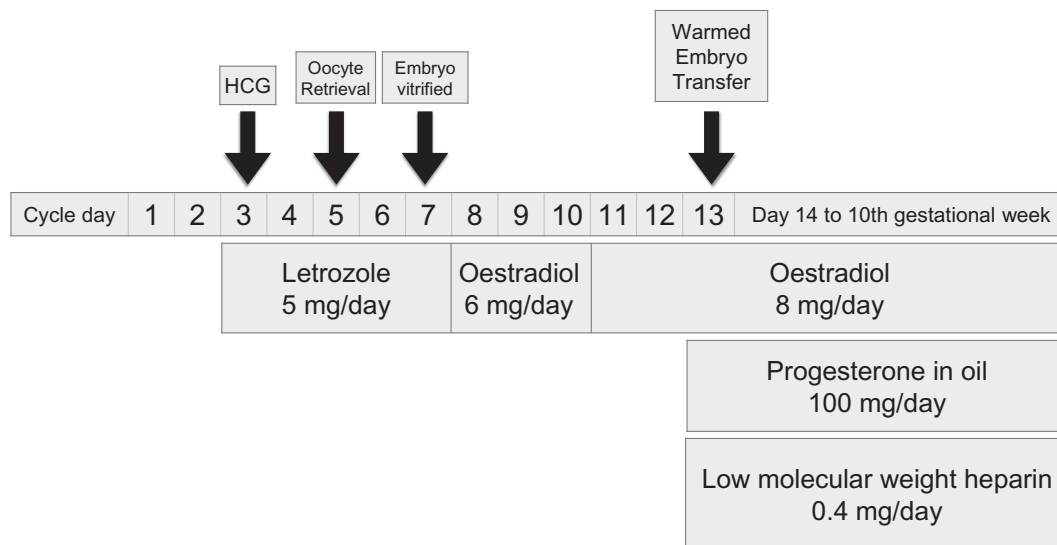 HCG
Oocyte
Retrieval
Embryo
vitrified
Warmed
Embryo
Transfer
Cycle day 1 2 3 4 5 6 7 8 9 10 11 12 13 Day 14 to 10th gestational week
Letrozole
5 mg/day
Oestradiol
6 mg/day
Oestradiol
8 mg/day
Progesterone in oil
100 mg/day
Low molecular weight heparin
0.4 mg/day